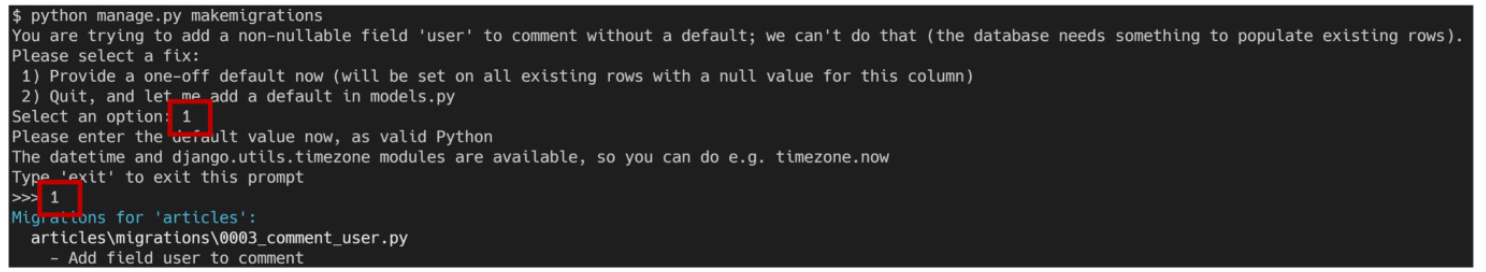 $ python manage.py makemigrations
You are trying to add a non-nullable field 'user' to comment without a default; we can't do that (the database needs something to populate existing rows).
Please select a fix:
 1) Provide a one-off default now (will be set on all existing rows with a null value for this column)
 2) Quit, and let me add a default in models.py
Select an option: 1
Please enter the default value now, as valid Python
The datetime and django.utils.timezone modules are available, so you can do e.g. timezone.now
Type 'exit' to exit this prompt
>>> 1
Migrations for 'articles':
  articles\migrations\0003_comment_user.py
    - Add field user to comment